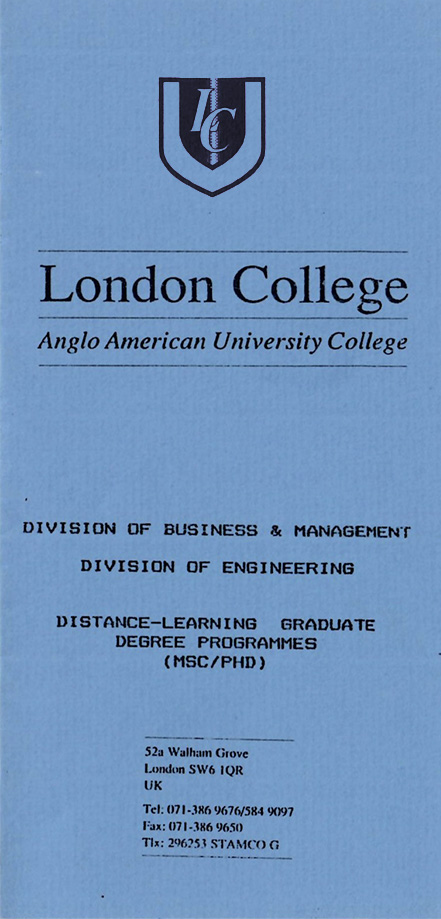 LC
London College
Anglo American University College
DIVISION OF BUSINESS & MANAGEMENT
DIVISION OF ENGINEERING
DISTANCE-LEARNING GRADUATE
DEGREE PROGRAMMES
(MSC/PHD)
52a Walham Grove
London SW6 1QR
UK
Tel: 071-386 9676/584 9097
Fax: 071-386 9650
Tlx: 296253 STAMCO G